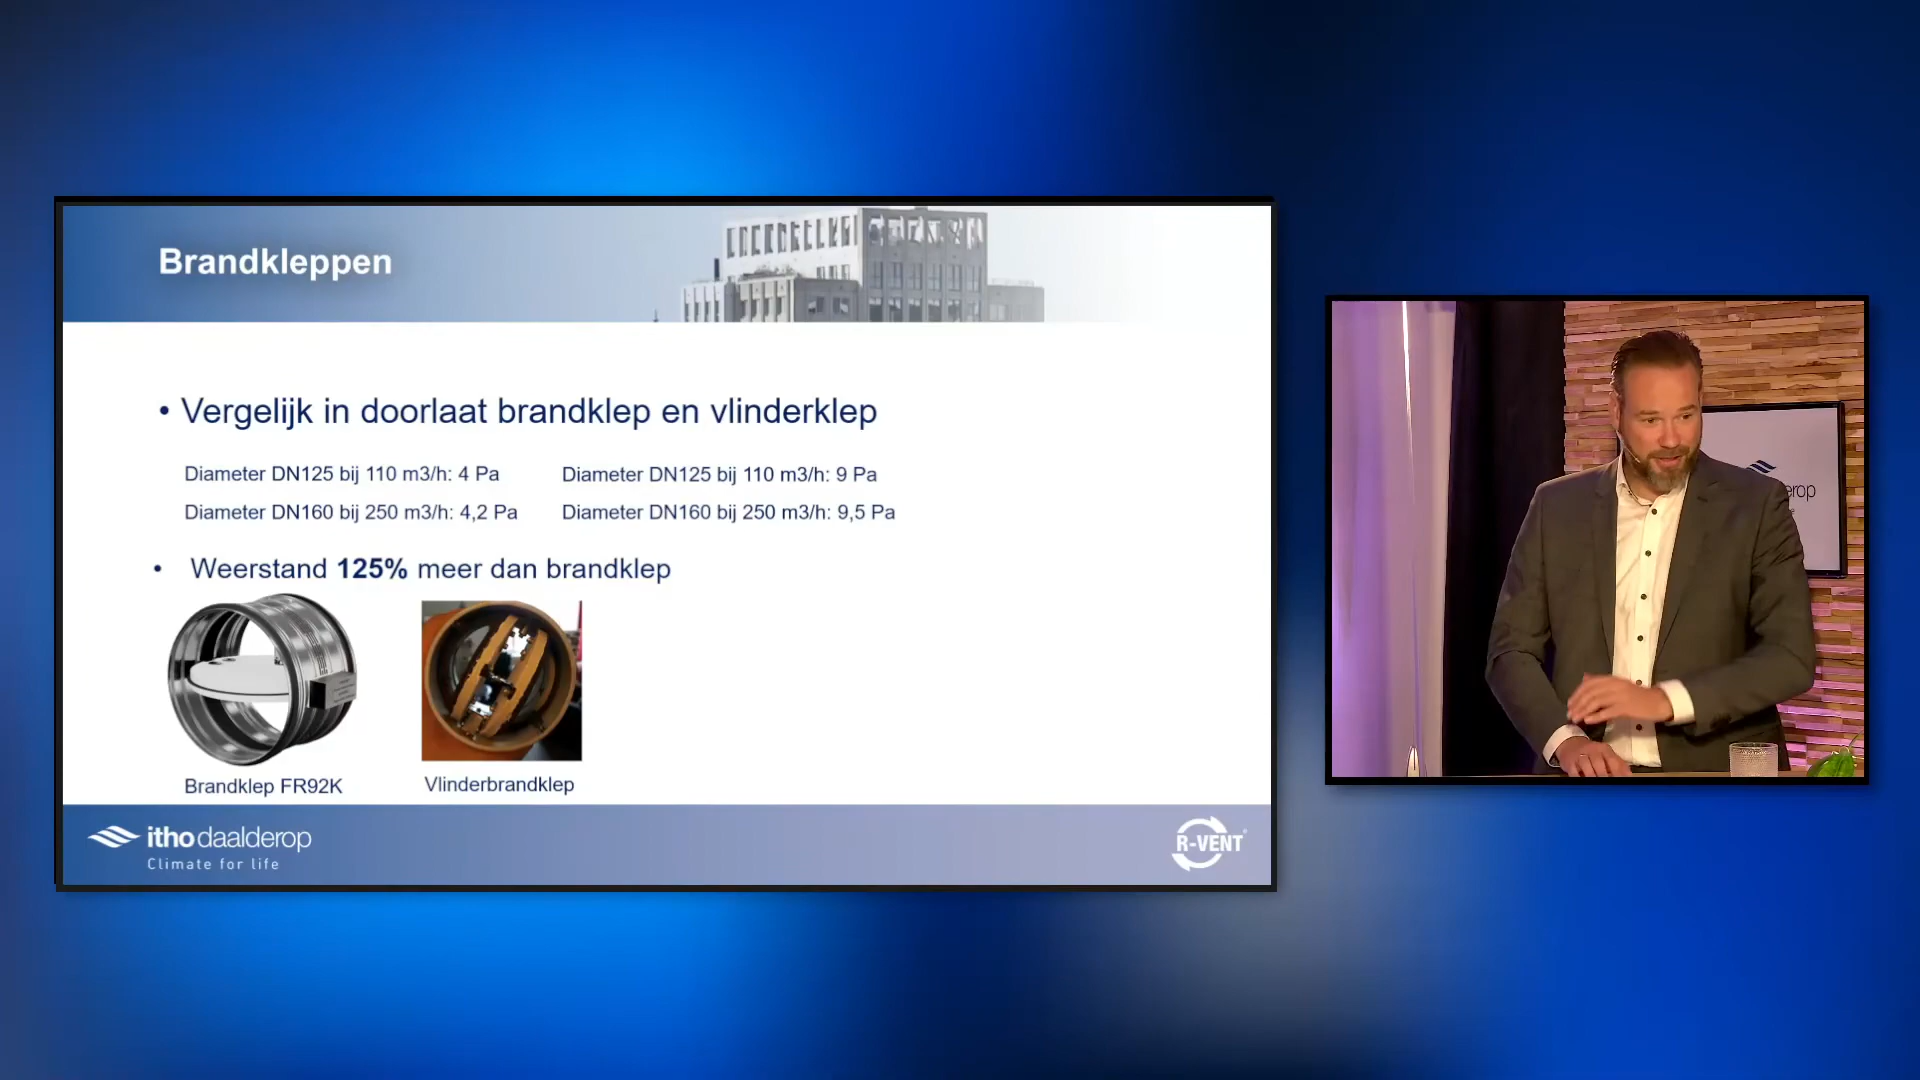 Brandkleppen
• Vergelijk in doorlaat brandklep en vlinderklep
Diameter DN125 bij 110 m3/h: 4 Pa
Diameter DN125 bij 110 m3/h: 9 Pa
Diameter DN160 bij 250 m3/h: 4,2 Pa
Diameter DN160 bij 250 m3/h: 9,5 Pa
• Weerstand 125% meer dan brandklep
Brandklep FR92K
Vlinderbrandklep
itho daalderop
Climate for life
R-VENT
erop